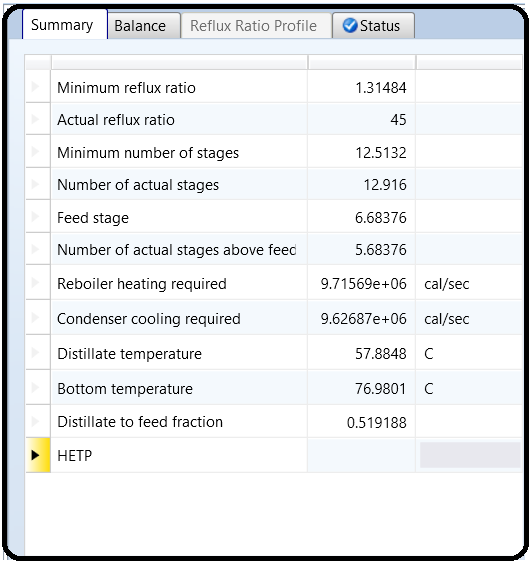 Summary Balance Reflux Ratio Profile Status
Minimum reflux ratio 1.31484
Actual reflux ratio 45
Minimum number of stages 12.5132
Number of actual stages 12.916
Feed stage 6.68376
Number of actual stages above feed 5.68376
Reboiler heating required 9.71569e+06 cal/sec
Condenser cooling required 9.62687e+06 cal/sec
Distillate temperature 57.8848 C
Bottom temperature 76.9801 C
Distillate to feed fraction 0.519188
HETP